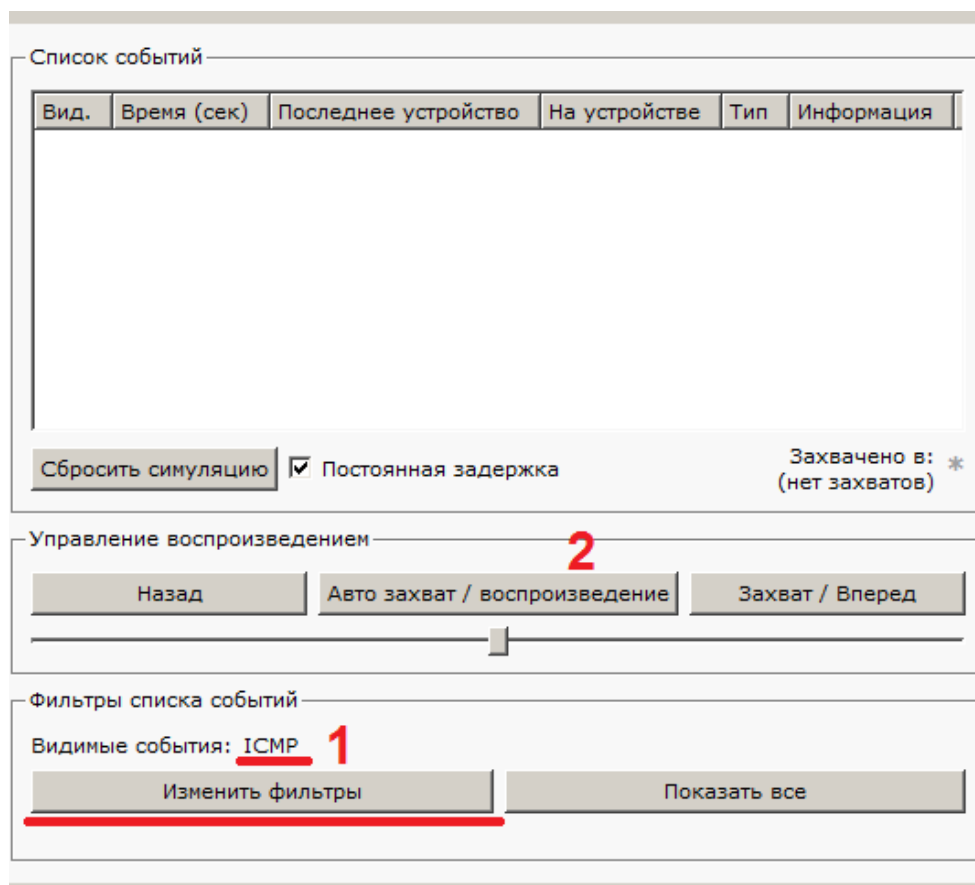 Список событий
Вид. Время (сек) Последнее устройство На устройстве Тип Информация
Сбросить симуляцию Постоянная задержка Захвачено в: *
(нет захватов)
Управление воспроизведением
2
Назад Авто захват / воспроизведение Захват / Вперед
Фильтры списка событий
Видимые события: ICMP 1
Изменить фильтры Показать все